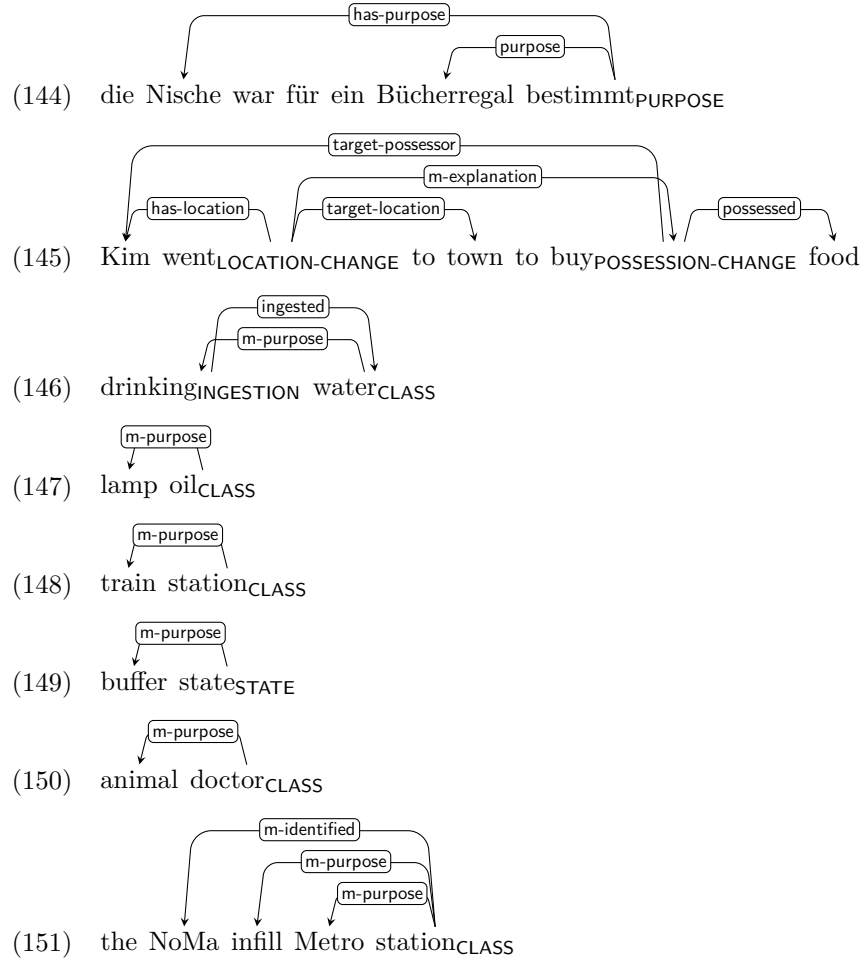 has-purpose
purpose
(144) die Nische war für ein Bücherregal bestimmtPURPOSE
target-possessor
m-explanation
has-location target-location possessed
(145) Kim wentLOCATION-CHANGE to town to buyPOSSESSION-CHANGE food
ingested
m-purpose
(146) drinkingINGESTION waterCLASS
m-purpose
(147) lamp oilCLASS
m-purpose
(148) train stationCLASS
m-purpose
(149) buffer stateSTATE
m-purpose
(150) animal doctorCLASS
m-identified
m-purpose
m-purpose
(151) the NoMa infill Metro stationCLASS